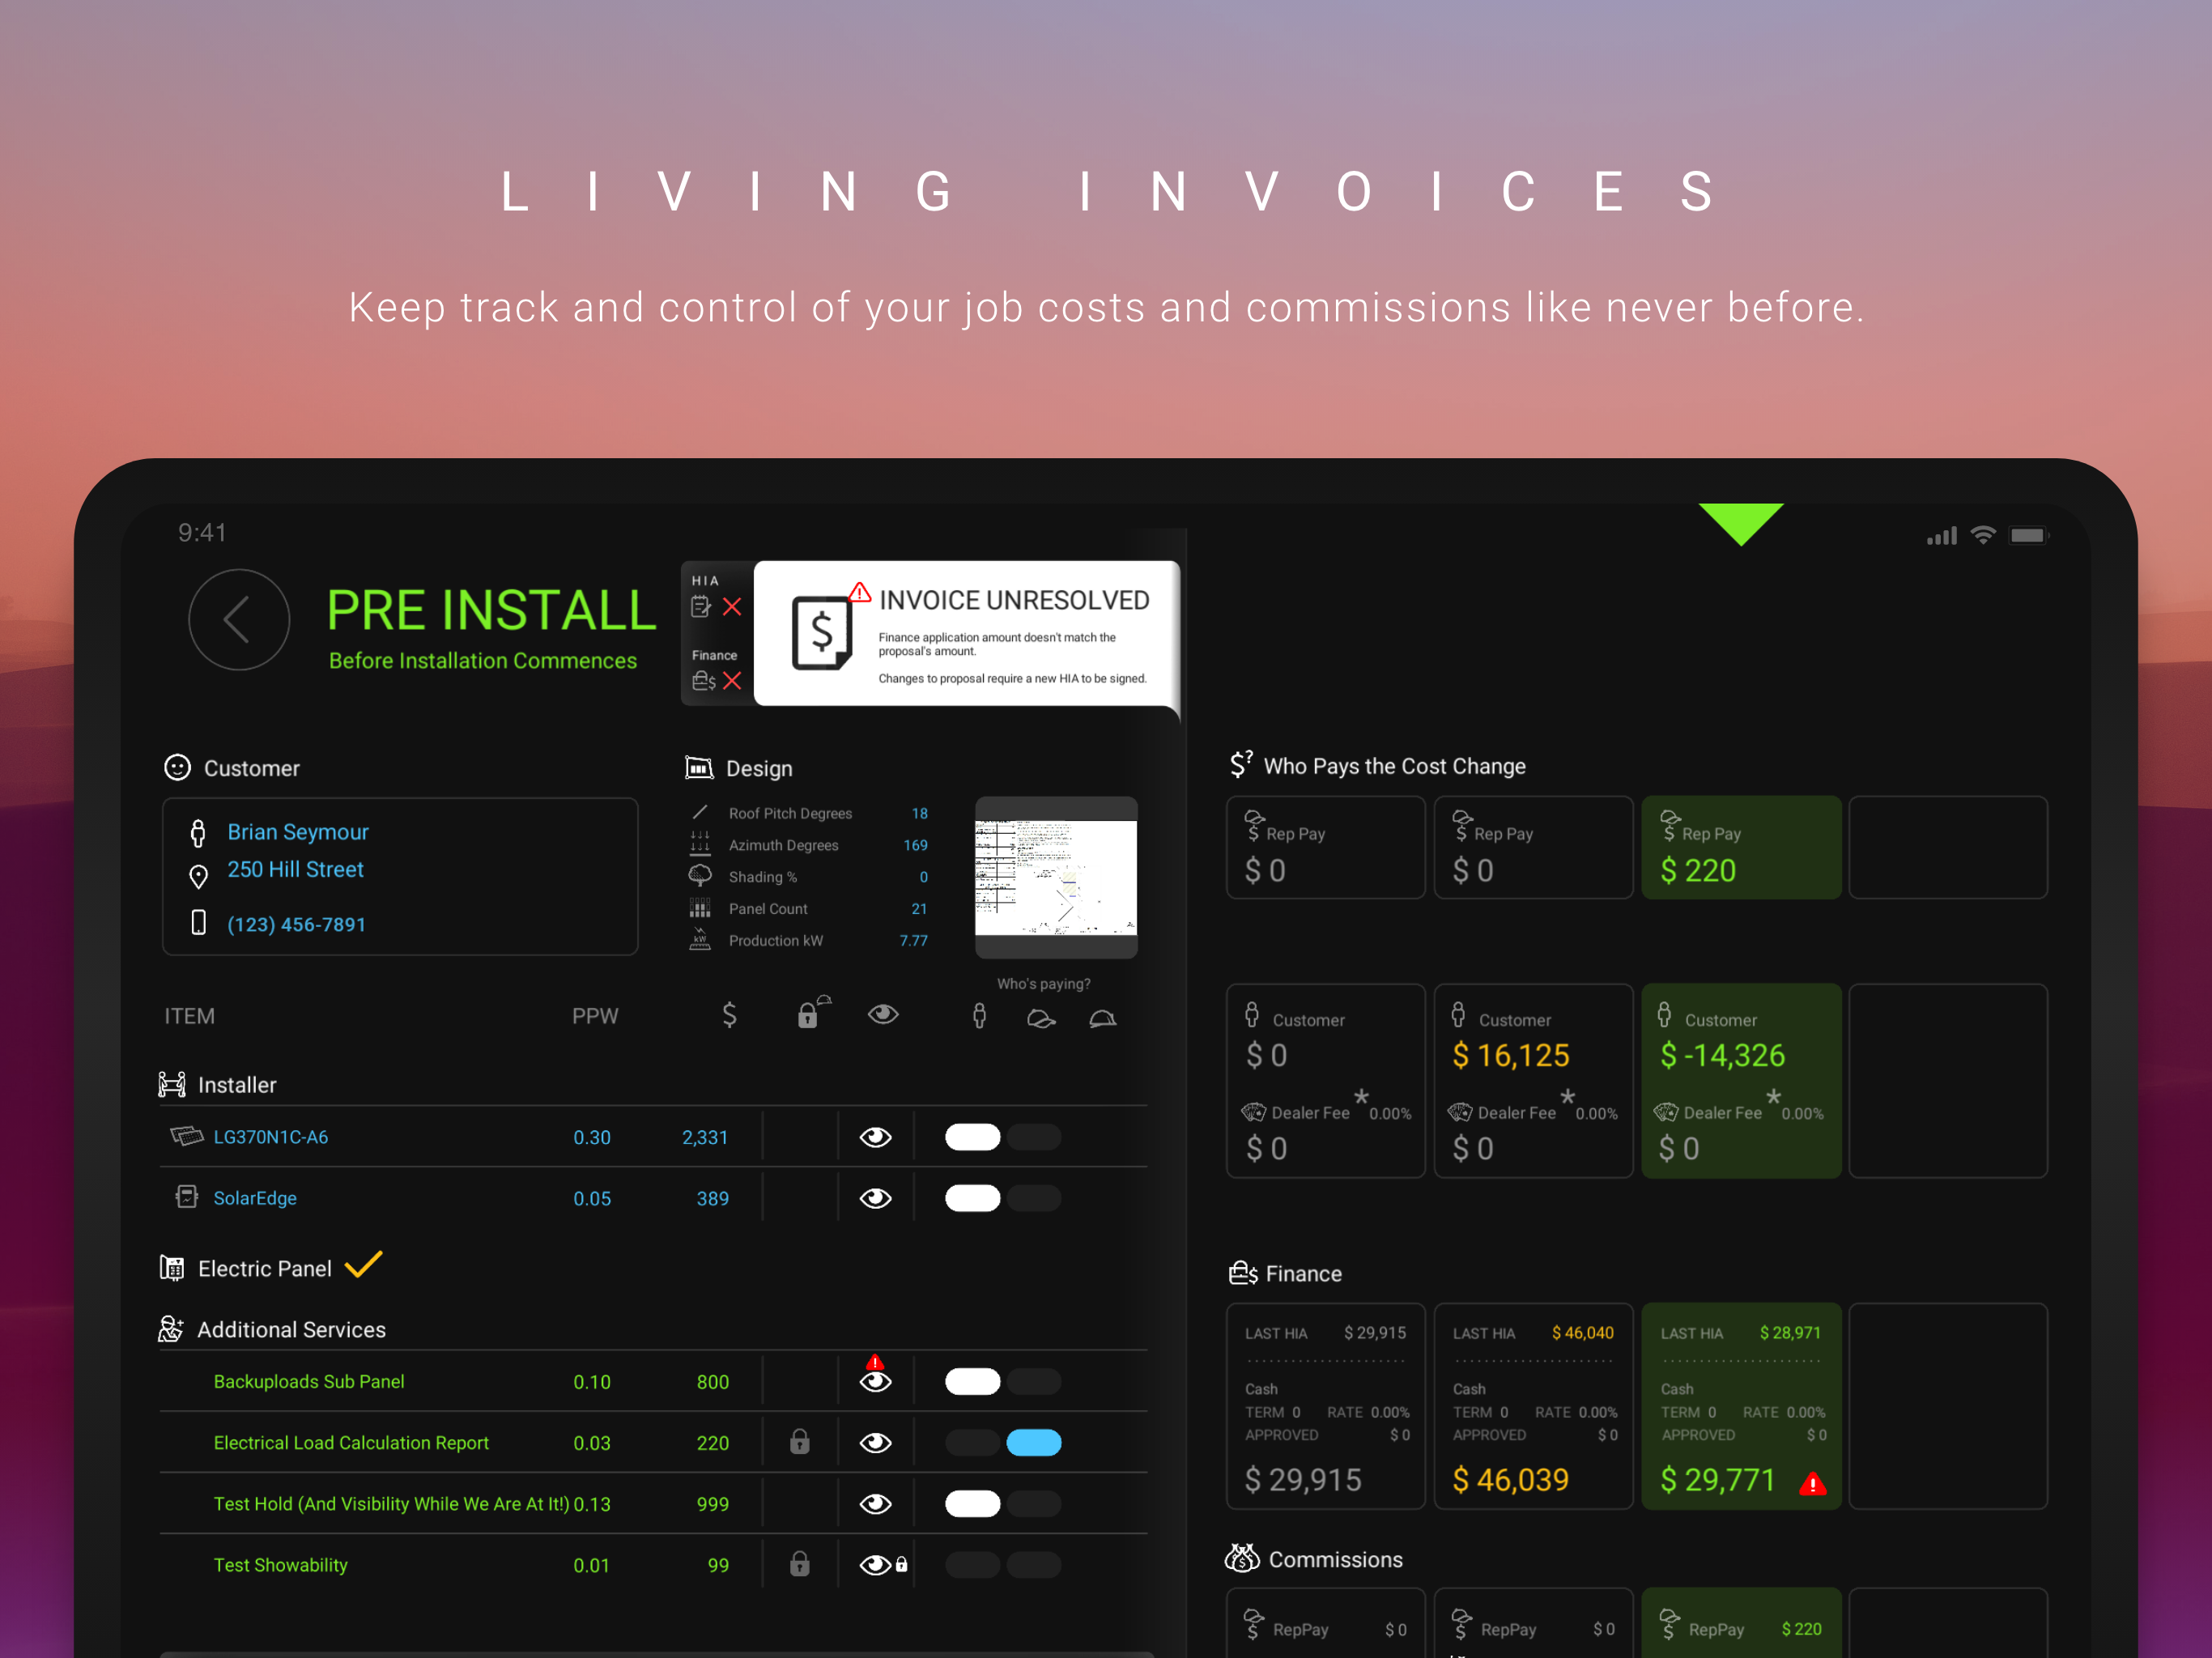 LIVING INVOICES
Keep track and control of your job costs and commissions like never before.
9:41
PRE INSTALL
Before Installation Commences
HIA
Finance
INVOICE UNRESOLVED
Finance application amount doesn't match the
proposal's amount.
Changes to proposal require a new HIA to be signed.
Customer
Brian Seymour
250 Hill Street
(123) 456-7891
Design
Roof Pitch Degrees 18
Azimuth Degrees 169
Shading % 0
Panel Count 21
Production kW 7.77
Who's paying?
ITEM PPW $
Installer
LG370N1C-A6 0.30 2,331
SolarEdge 0.05 389
Electric Panel
Additional Services
Backuploads Sub Panel 0.10 800
Electrical Load Calculation Report 0.03 220
Test Hold (And Visibility While We Are At It!) 0.13 999
Test Showability 0.01 99
$? Who Pays the Cost Change
$ Rep Pay $ Rep Pay $ Rep Pay
$ 0 $ 0 $ 220
Customer Customer Customer
$ 0 $ 16,125 $ -14,326
Dealer Fee * 0.00% Dealer Fee * 0.00% Dealer Fee * 0.00%
$ 0 $ 0 $ 0
Finance
LAST HIA $ 29,915 LAST HIA $ 46,040 LAST HIA $ 28,971
Cash Cash Cash
TERM 0 RATE 0.00% TERM 0 RATE 0.00% TERM 0 RATE 0.00%
APPROVED $ 0 APPROVED $ 0 APPROVED $ 0
$ 29,915 $ 46,039 $ 29,771
Commissions
$ RepPay $ 0 $ RepPay $ 0 $ RepPay $ 220